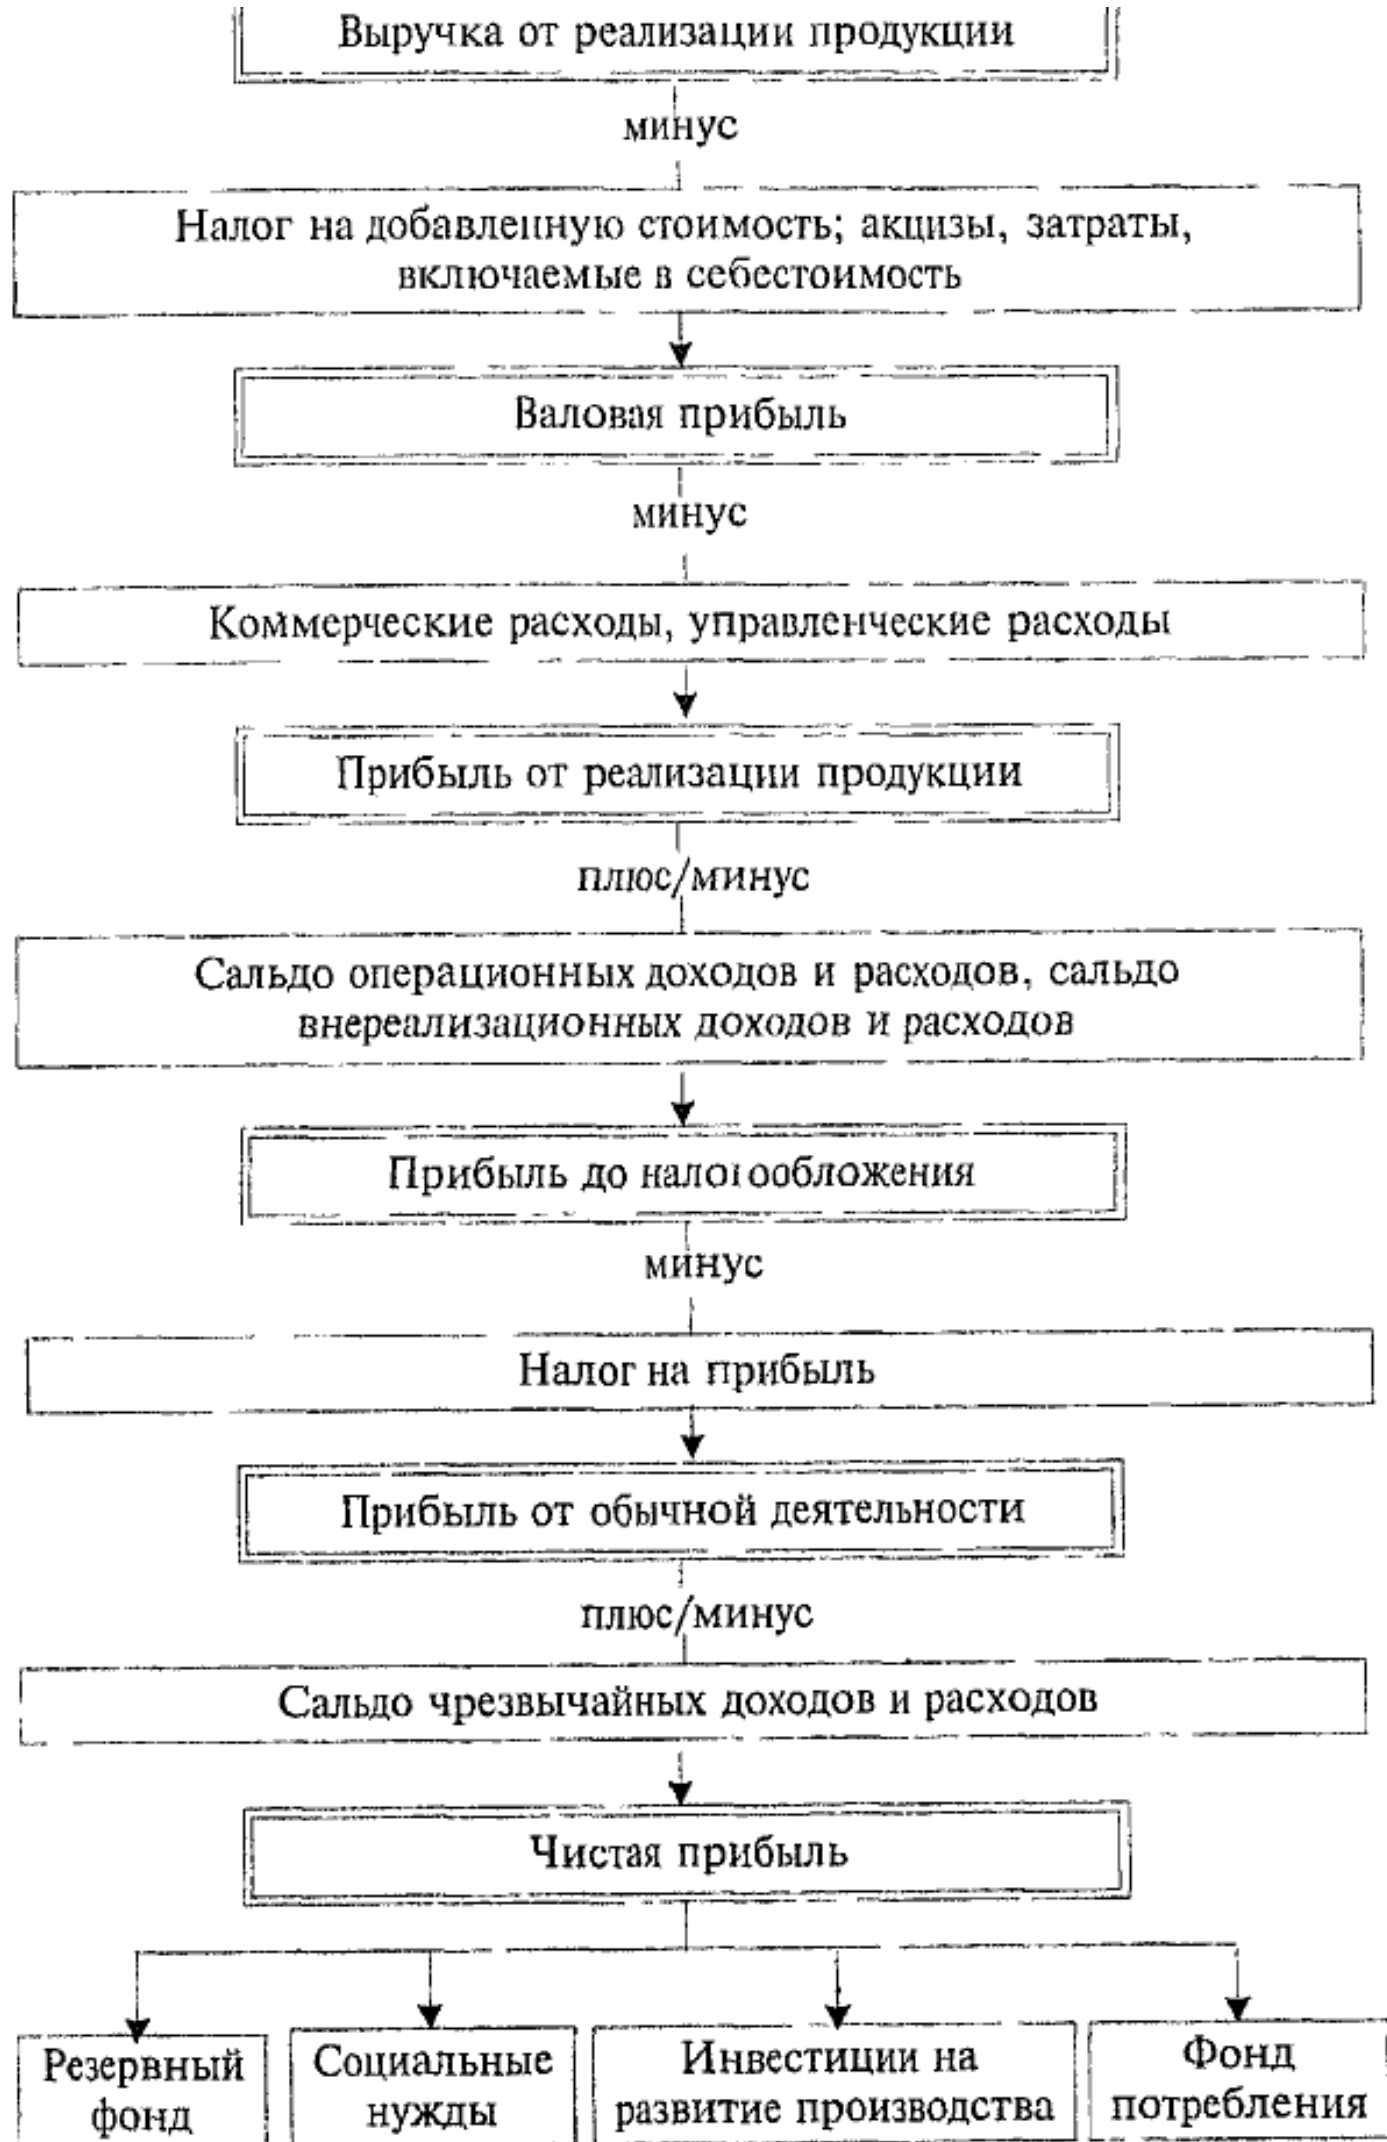 Выручка от реализации продукции
минус
Налог на добавленную стоимость; акцизы, затраты,
включаемые в себестоимость
Валовая прибыль
минус
Коммерческие расходы, управленческие расходы
Прибыль от реализации продукции
плюс/минус
Сальдо операционных доходов и расходов, сальдо
внереализационных доходов и расходов
Прибыль до налогообложения
минус
Налог на прибыль
Прибыль от обычной деятельности
плюс/минус
Сальдо чрезвычайных доходов и расходов
Чистая прибыль
Резервный
фонд
Социальные
нужды
Инвестиции на
развитие производства
Фонд
потребления